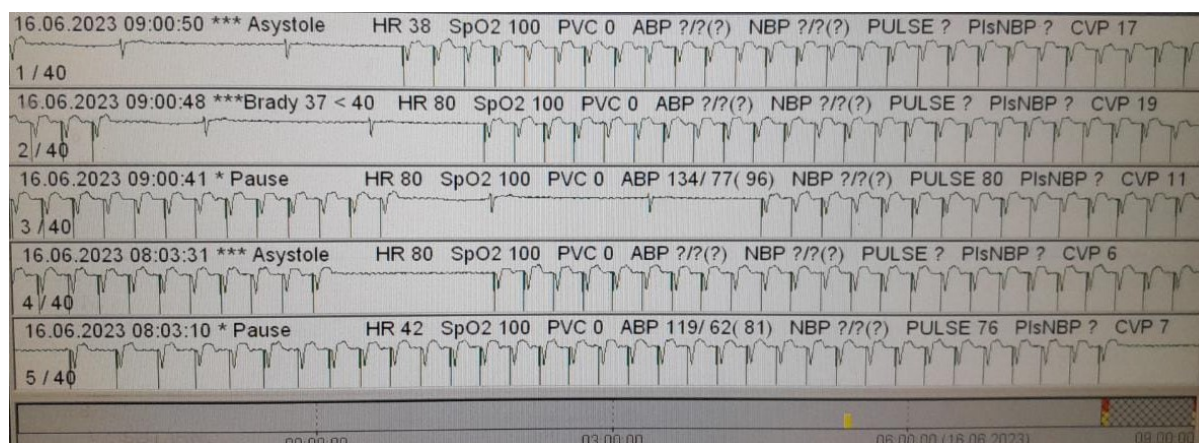 16.06.2023 09:00:50 *** Asystole HR 38 SpO2 100 PVC 0 ABP ?/?(?) NBP ?/?(?) PULSE ? PlsNBP ? CVP 17
1 / 40
16.06.2023 09:00:48 ***Brady 37 < 40 HR 80 SpO2 100 PVC 0 ABP ?/?(?) NBP ?/?(?) PULSE ? PlsNBP ? CVP 19
2 / 40
16.06.2023 09:00:41 * Pause HR 80 SpO2 100 PVC 0 ABP 134/ 77( 96) NBP ?/?(?) PULSE 80 PlsNBP ? CVP 11
3 / 40
16.06.2023 08:03:31 *** Asystole HR 80 SpO2 100 PVC 0 ABP ?/?(?) NBP ?/?(?) PULSE ? PlsNBP ? CVP 6
4 / 40
16.06.2023 08:03:10 * Pause HR 42 SpO2 100 PVC 0 ABP 119/ 62( 81) NBP ?/?(?) PULSE 76 PlsNBP ? CVP 7
5 / 40
00:00:00 03:00:00 06:00:00 (16.06.2023) 09:00:00